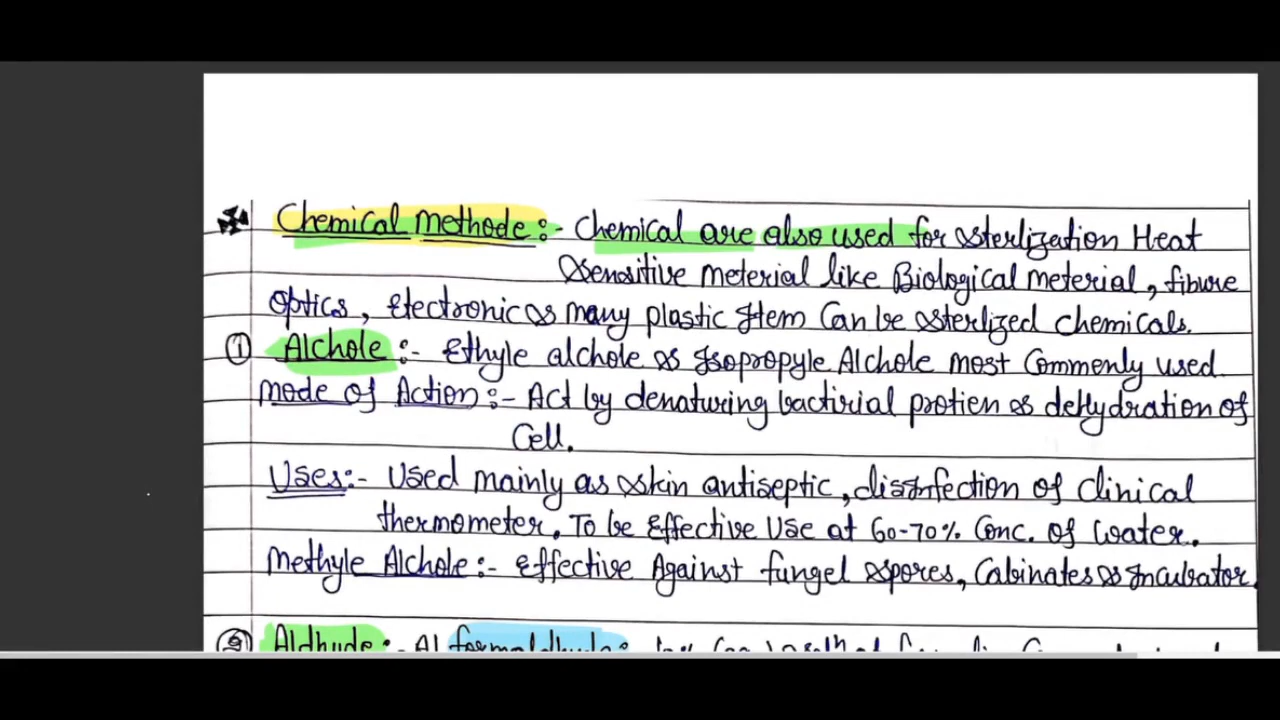 Chemical Methode :- Chemical are also used for sterlization Heat
sensitive meterial like Biological meterial, fibure
optics, Electronic & many plastic Item Can be sterlized chemicals.
① Alchole :- Ethyle alchole & Isopropyle Alchole most Commonly used
mode of Action :- Act by denaturing bactirial protien & deHydration of
Cell.
Uses :- Used mainly as skin antiseptic, disinfection of clinical
thermometer. To be Effective Use at 60-70% Conc. of water.
Methyle Alchole :- Effective Against fungel spores, Cabinates & Incubator.
② Aldhyde :- A)